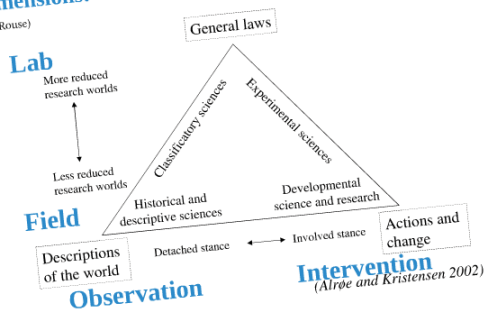 mensions.
Rouse)
General laws
Lab
More reduced
research worlds
Classificatory sciences
Experimental sciences
Less reduced
research worlds
Historical and
descriptive sciences
Developmental
science and research
Field
Descriptions
of the world
Detached stance
Involved stance
Actions and
change
Observation
Intervention
(Alrøe and Kristensen 2002)